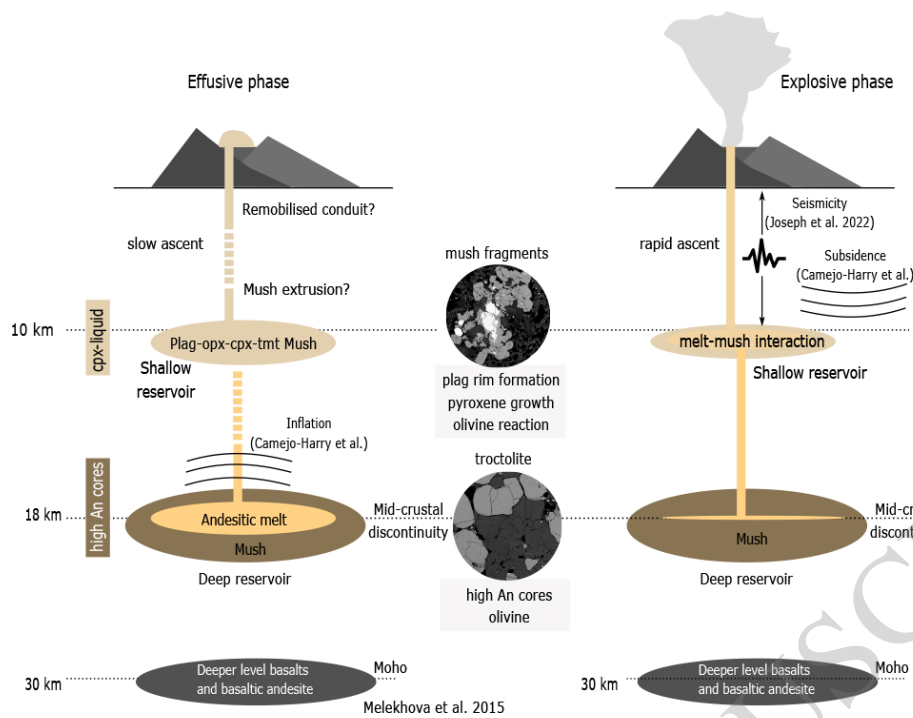 Effusive phase
Explosive phase
Remobilised conduit?
slow ascent
Mush extrusion?
cpx-liquid
10 km
Plag-opx-cpx-tmt Mush
Shallow
reservoir
Inflation
(Camejo-Harry et al.)
high An cores
18 km
Andesitic melt
Mush
Mid-crustal
discontinuity
Deep reservoir
30 km
Deeper level basalts
and basaltic andesite
Moho
Melekhova et al. 2015
mush fragments
plag rim formation
pyroxene growth
olivine reaction
troctolite
high An cores
olivine
rapid ascent
Seismicity
(Joseph et al. 2022)
Subsidence
(Camejo-Harry et al.)
melt-mush interaction
Shallow reservoir
Mush
Mid-cr
discont
Deep reservoir
30 km
Deeper level basalts
and basaltic andesite
Moho
USC